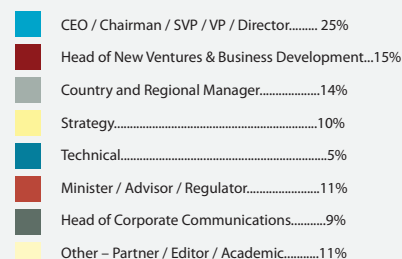 CEO / Chairman / SVP / VP / Director......... 25%
Head of New Ventures & Business Development...15%
Country and Regional Manager....................14%
Strategy....................................................................10%
Technical.....................................................................5%
Minister / Advisor / Regulator........................11%
Head of Corporate Communications...........9%
Other – Partner / Editor / Academic...........11%